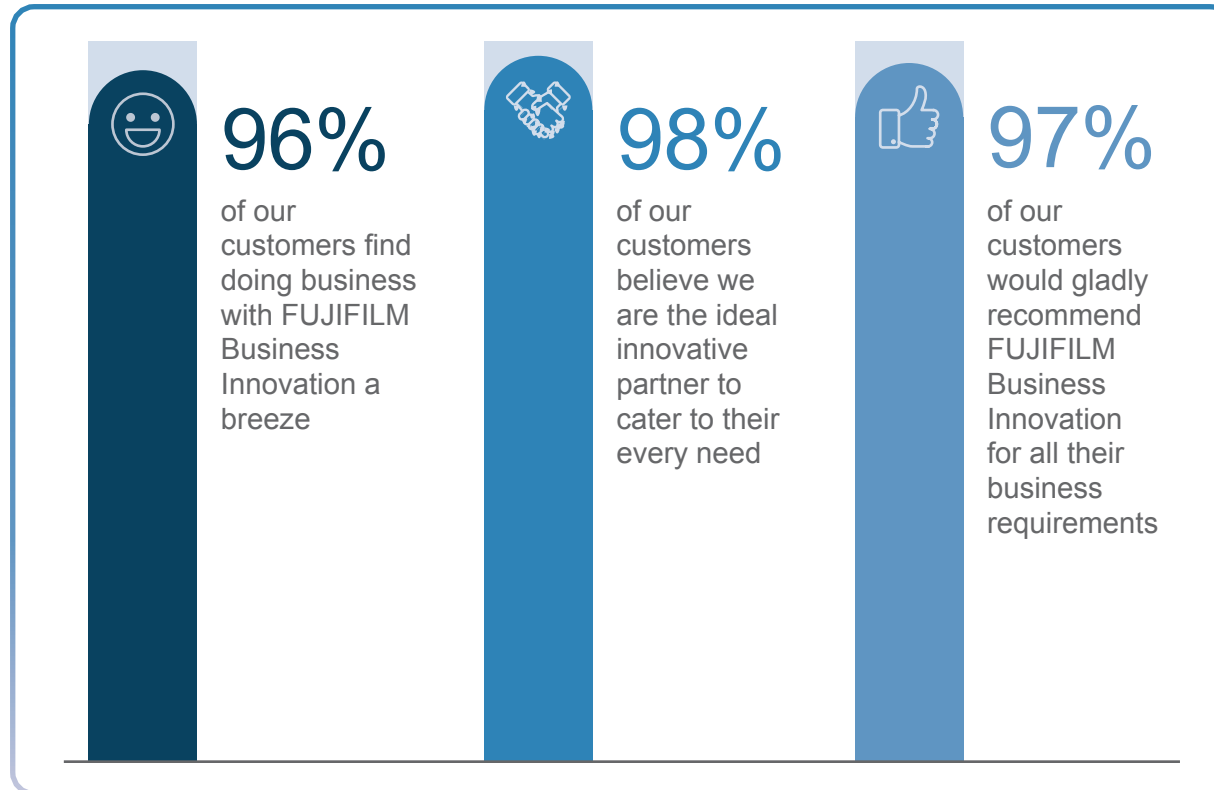 96%
of our
customers find
doing business
with FUJIFILM
Business
Innovation a
breeze
98%
of our
customers
believe we
are the ideal
innovative
partner to
cater to their
every need
97%
of our
customers
would gladly
recommend
FUJIFILM
Business
Innovation
for all their
business
requirements